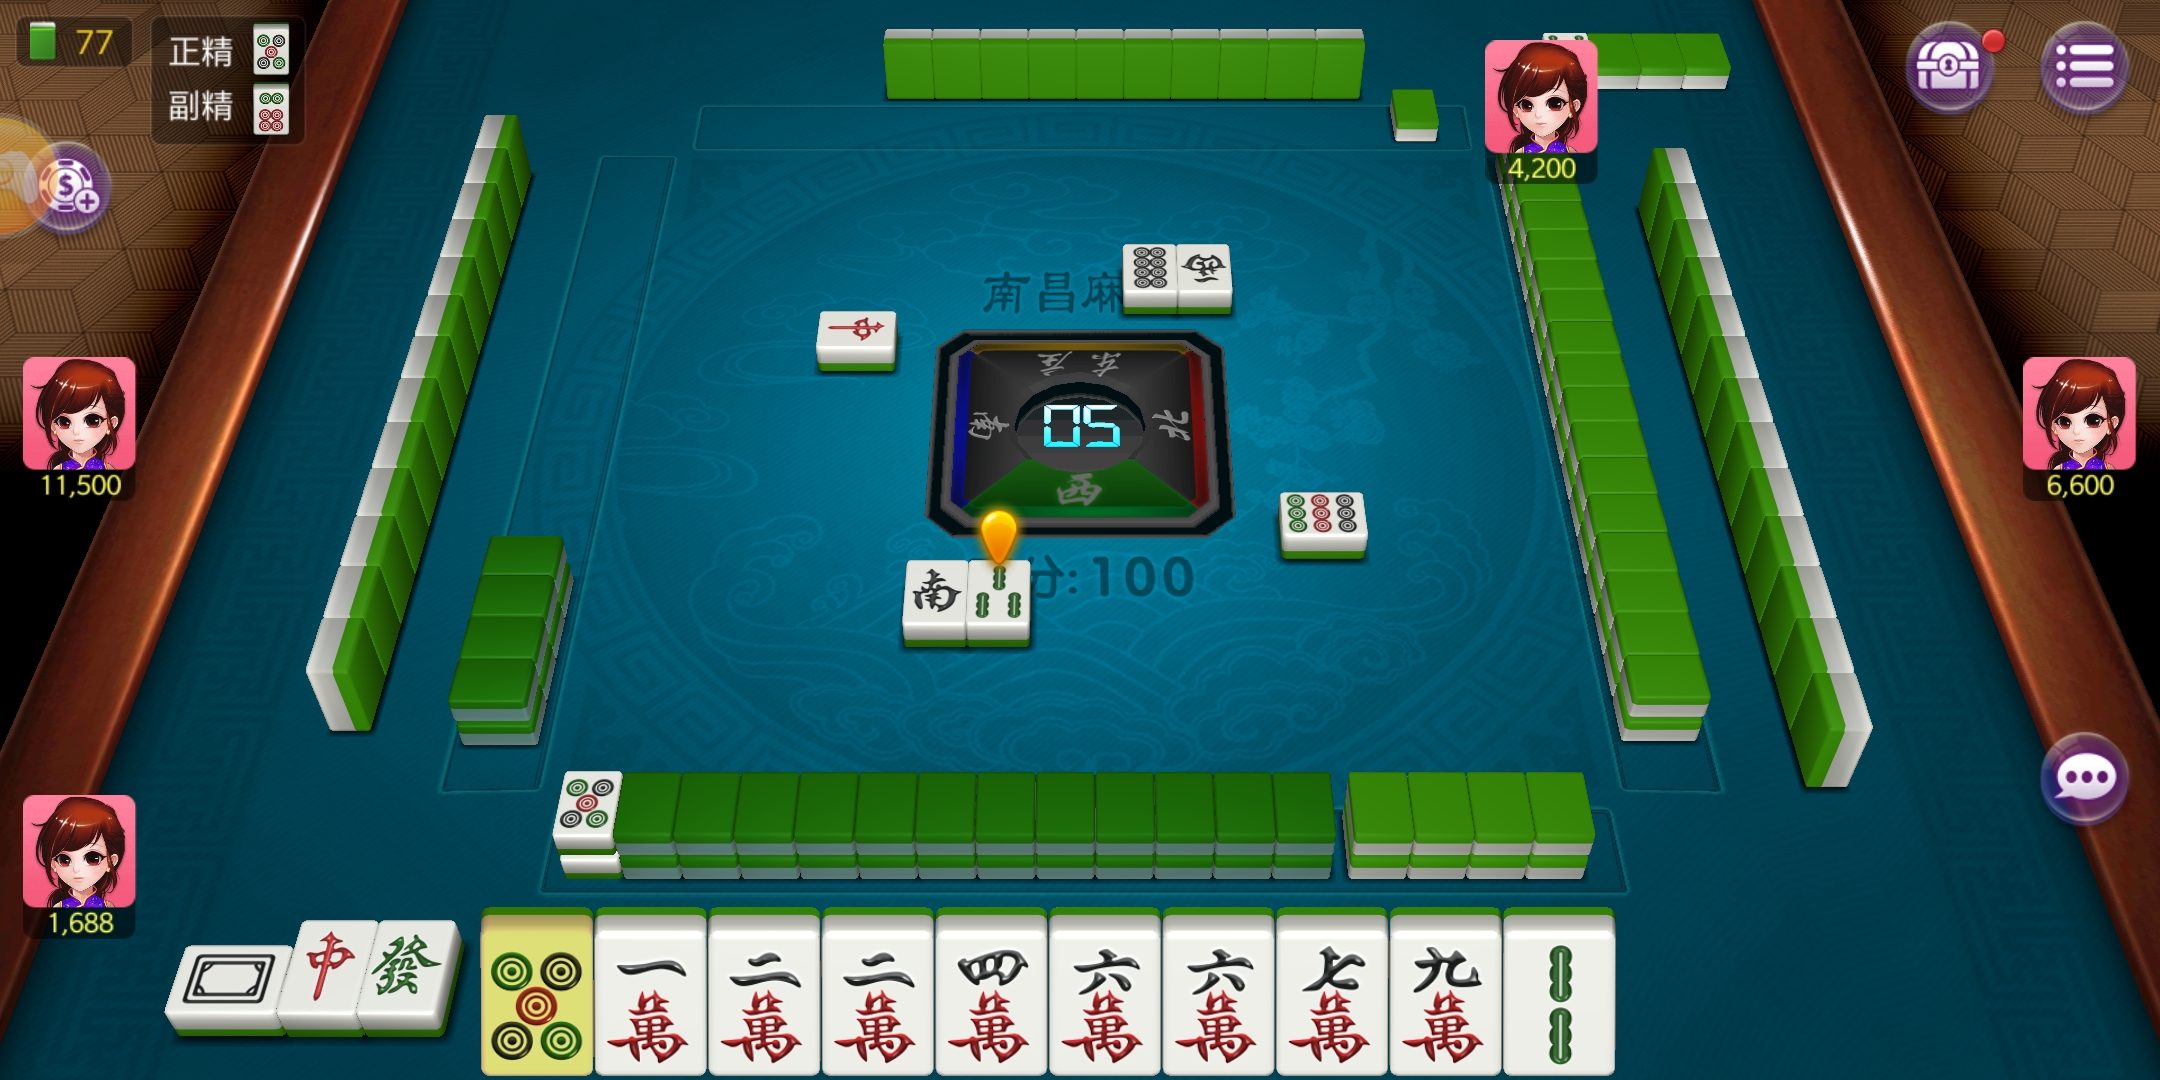 77
正精
副精
4,200
南昌麻
發
中
庄
东
南
05
北
西
11,500
6,600
南
分:100
1,688
中
發
一萬
二萬
二萬
四萬
六萬
六萬
七萬
九萬